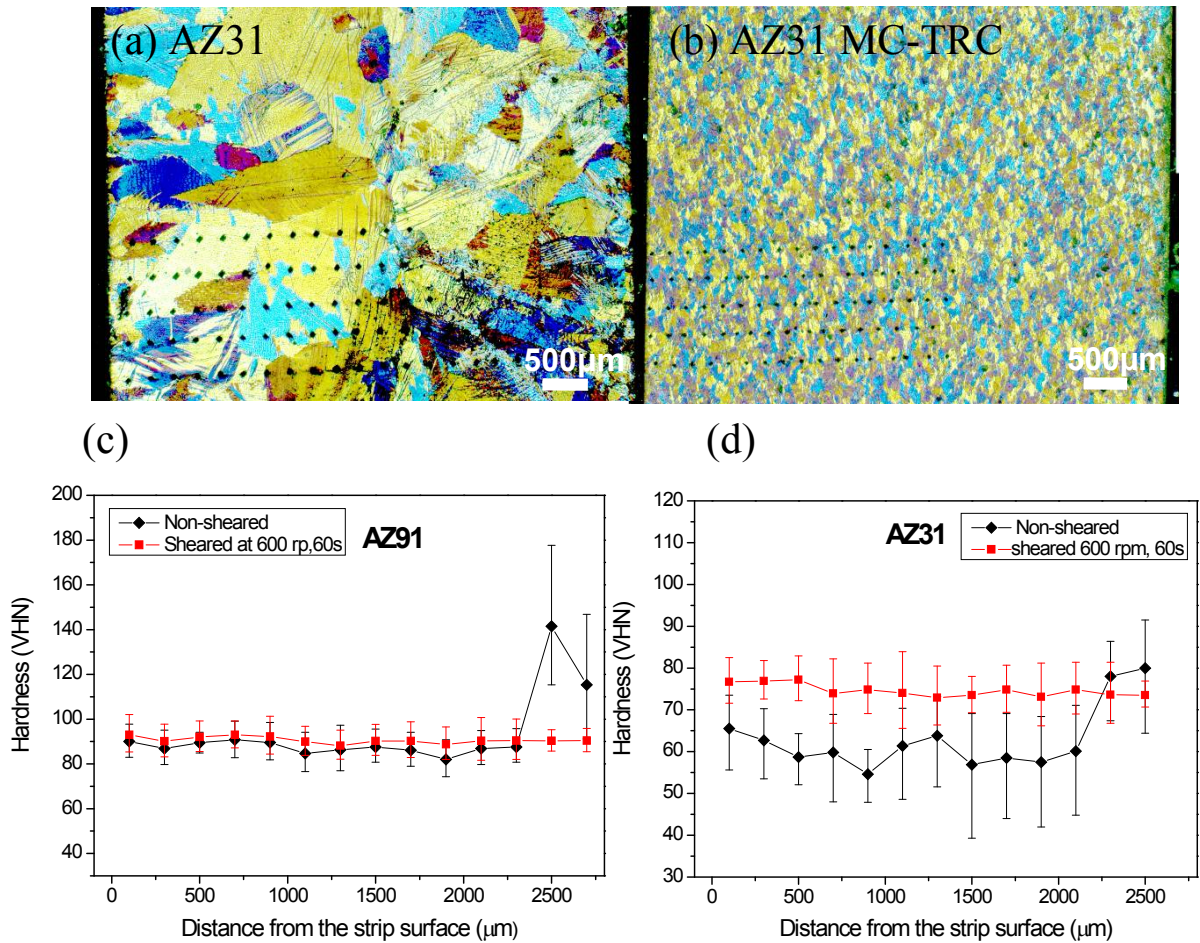 (a) AZ31
(b) AZ31 MC-TRC
500μm
500μm
(c)
(d)
200
180
160
140
120
100
80
60
40
Hardness (VHN)
Non-sheared
Sheared at 600 rp,60s
AZ91
0
500
1000
1500
2000
2500
Distance from the strip surface (μm)
120
110
100
90
80
70
60
50
40
30
Hardness (VHN)
AZ31
Non-sheared
sheared 600 rpm, 60s
0
500
1000
1500
2000
2500
Distance from the strip surface (μm)